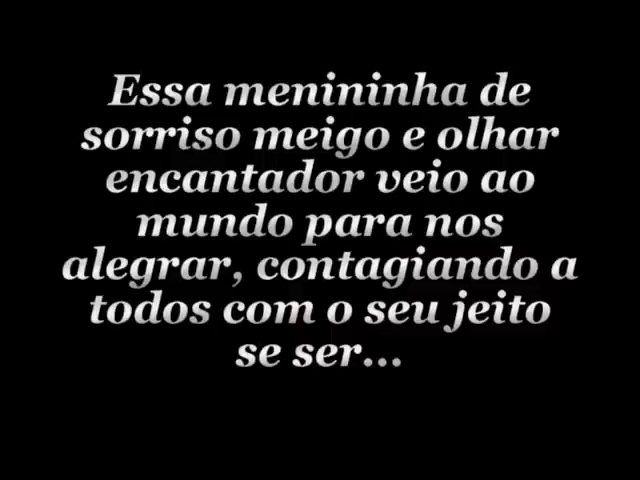 Essa menininha de
sorriso meigo e olhar
encantador veio ao
mundo para nos
alegrar, contagiando a
todos com o seu jeito
se ser...